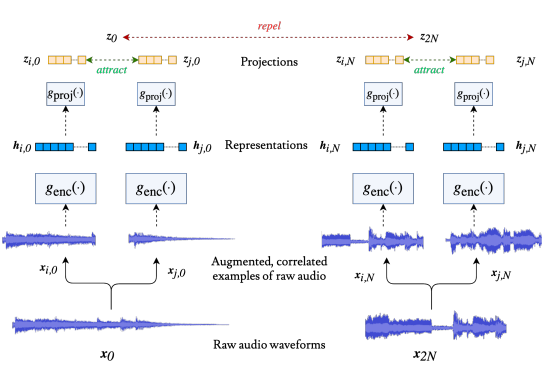 repel
z0 z2N
zi,0 zj,0 Projections zi,N zj,N
attract attract
gproj(·) gproj(·) gproj(·) gproj(·)
hi,0 hj,0 Representations hi,N hj,N
genc(·) genc(·) genc(·) genc(·)
Augmented, correlated
examples of raw audio
xi,0 xj,0 xi,N xj,N
Raw audio waveforms
x0 x2N